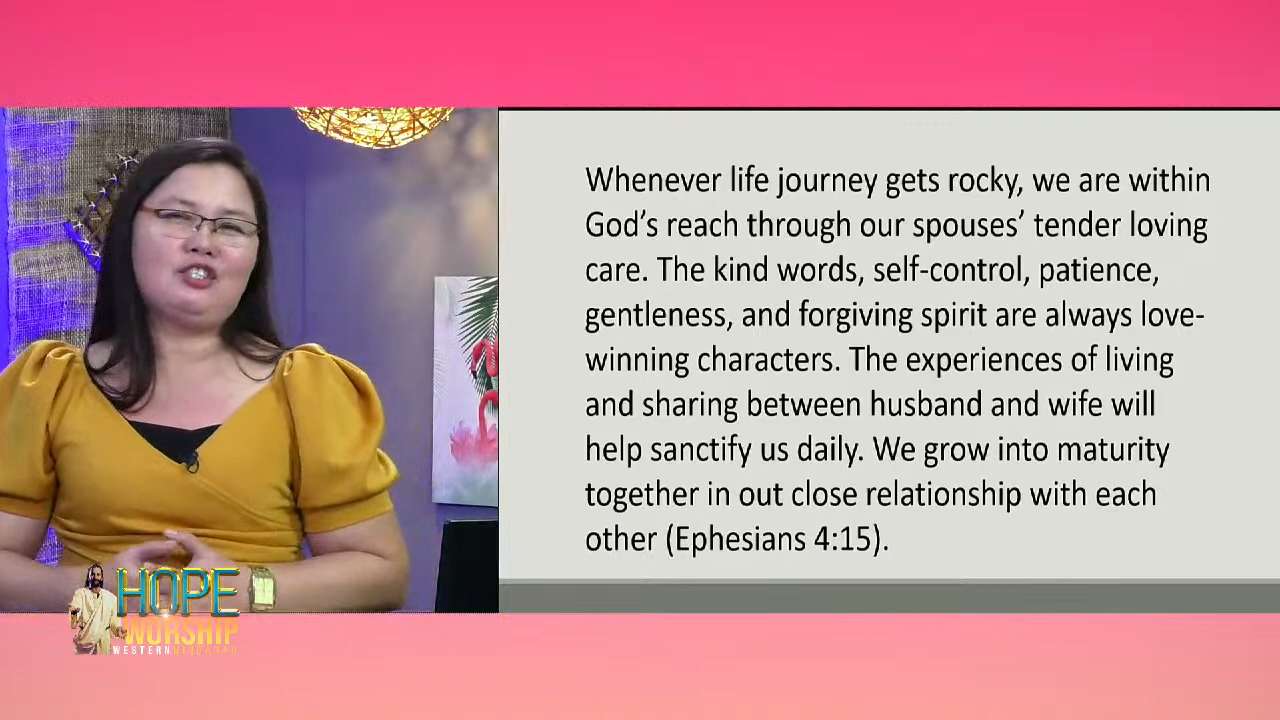 Whenever life journey gets rocky, we are within
God's reach through our spouses' tender loving
care. The kind words, self-control, patience,
gentleness, and forgiving spirit are always love-
winning characters. The experiences of living
and sharing between husband and wife will
help sanctify us daily. We grow into maturity
together in out close relationship with each
other (Ephesians 4:15).
HOPE
WORSHIP
WESTERN